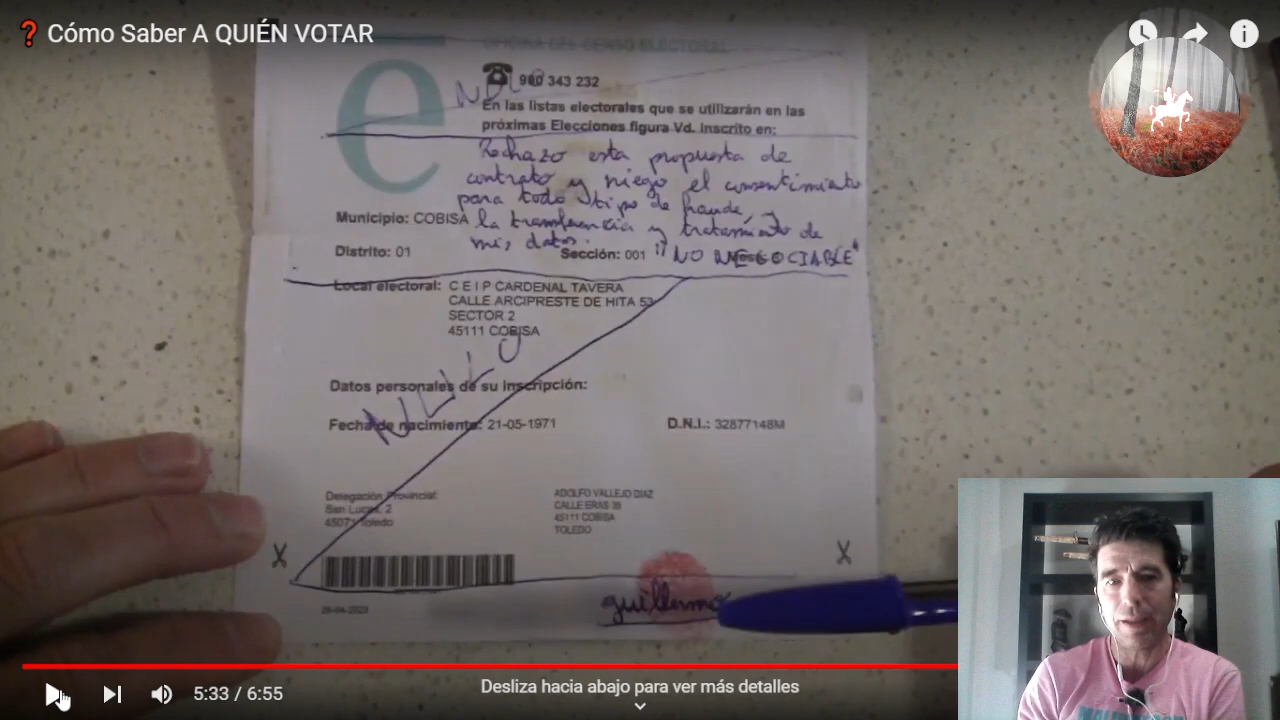 ❓ Cómo Saber A QUIÉN VOTAR
OFICINA DEL CENSO ELECTORAL
☎ 900 343 232
En las listas electorales que se utilizarán en las
próximas Elecciones figura Vd. inscrito en:
Rechazo esta propuesta de
contrato y niego el consentimiento
para todo tipo de fraude, y
la transferencia y tratamiento de
mis datos.
"NO NEGOCIABLE"
Municipio: COBISA
Distrito: 01
Sección: 001
Local electoral: C E I P CARDENAL TAVERA
CALLE ARCIPRESTE DE HITA 53
SECTOR 2
45111 COBISA
NULO
Datos personales de su inscripción:
Fecha de nacimiento: 21-05-1971
D.N.I.: 32877148M
Delegación Provincial:
San Lucas, 2
45071 Toledo
ADOLFO VALLEJO DIAZ
CALLE ERAS 35
45111 COBISA
TOLEDO
guillermo
5:33 / 6:55
Desliza hacia abajo para ver más detalles